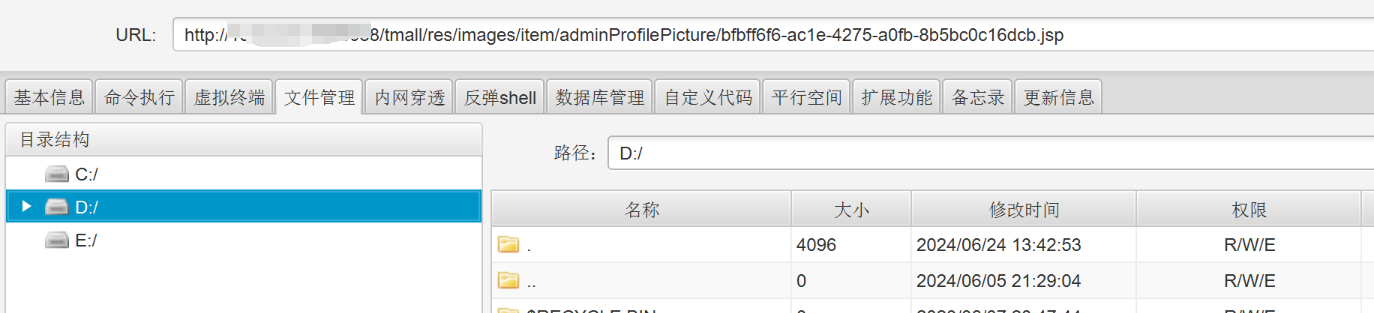 URL: http://8/tmall/res/images/item/adminProfilePicture/bfbff6f6-ac1e-4275-a0fb-8b5bc0c16dcb.jsp
基本信息 命令执行 虚拟终端 文件管理 内网穿透 反弹shell 数据库管理 自定义代码 平行空间 扩展功能 备忘录 更新信息
目录结构
C:/
D:/
E:/
路径： D:/
名称 大小 修改时间 权限
. 4096 2024/06/24 13:42:53 R/W/E
.. 0 2024/06/05 21:29:04 R/W/E